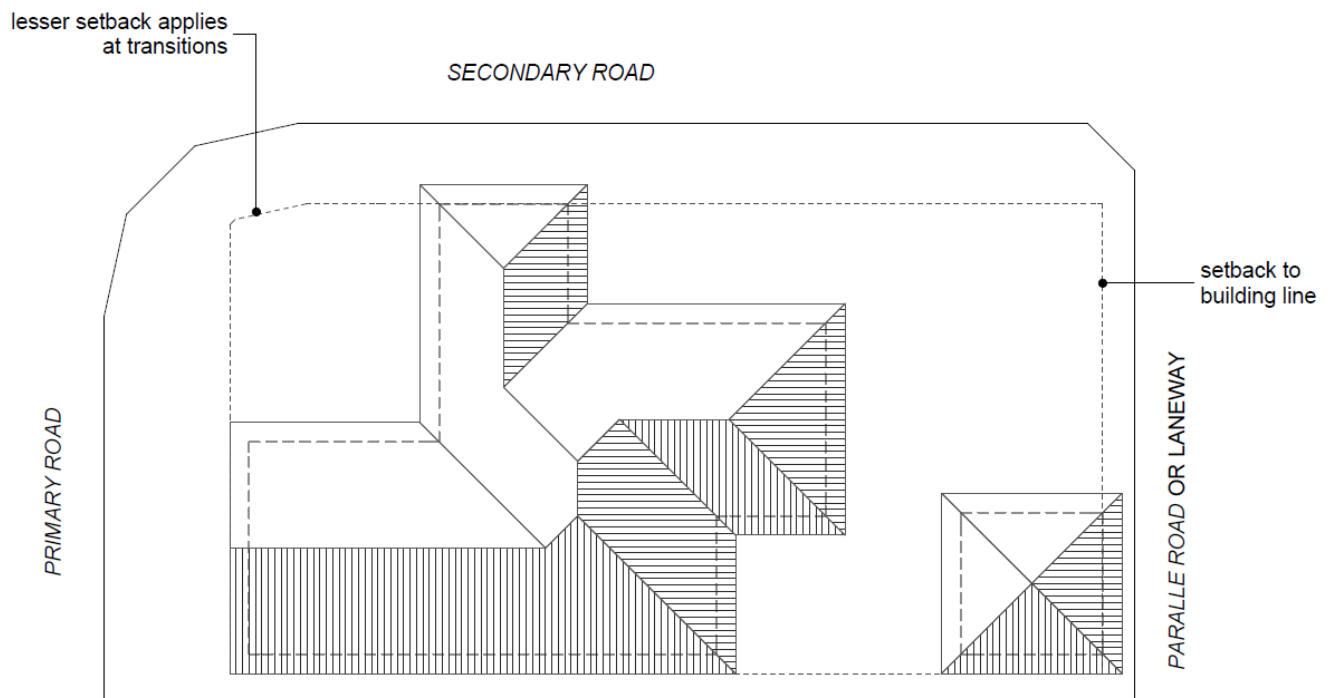 lesser setback applies
at transitions
SECONDARY ROAD
setback to
building line
PRIMARY ROAD
PARALLE ROAD OR LANEWAY